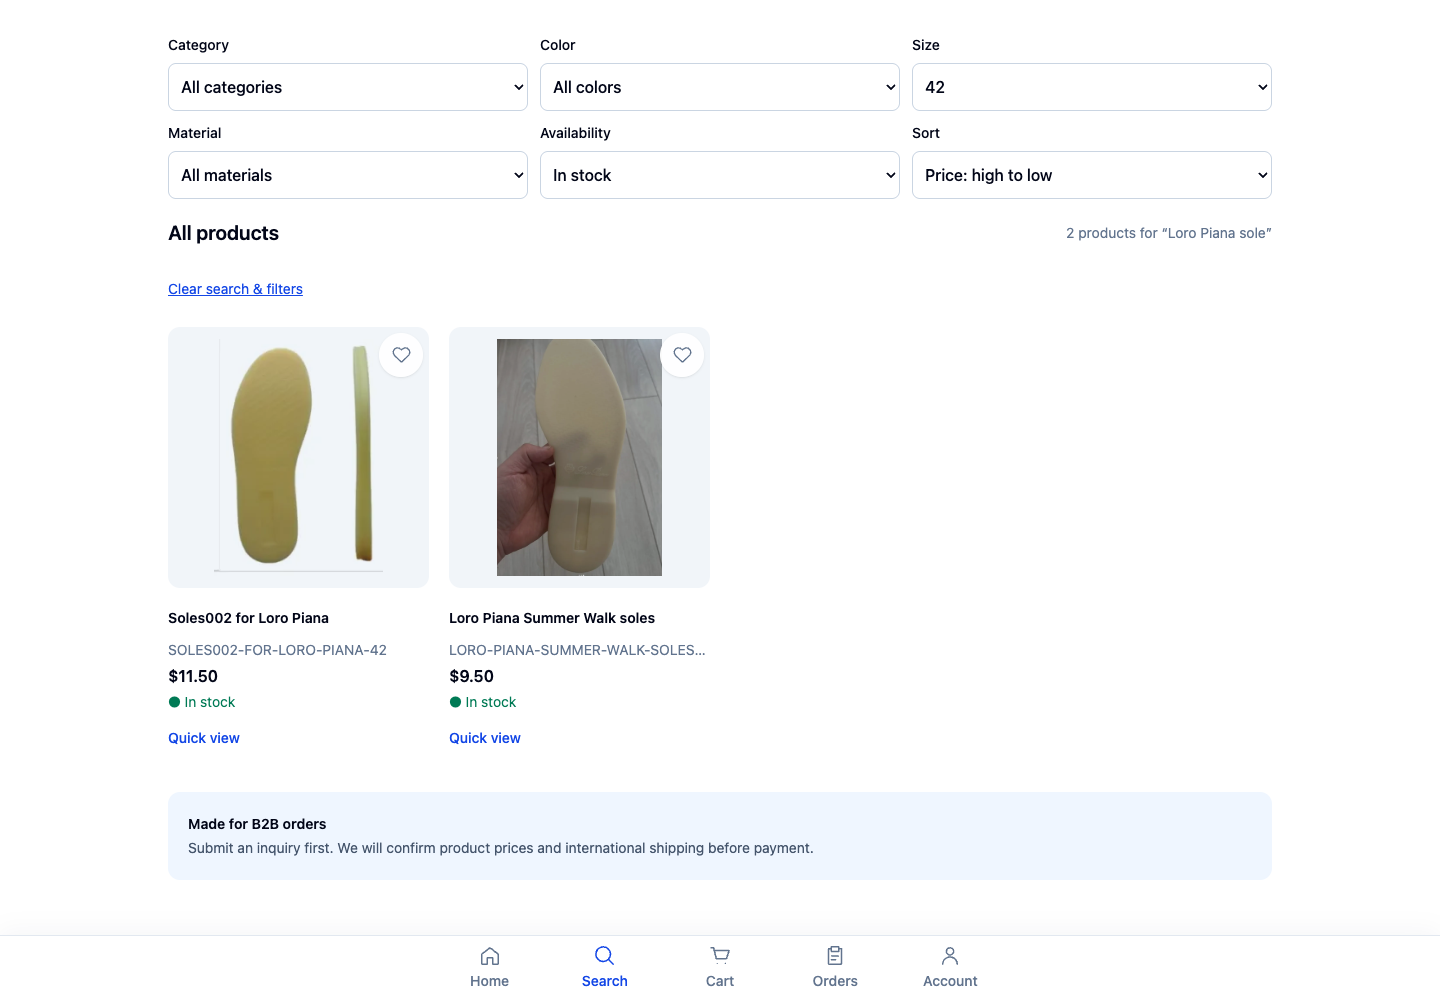 Category
Color
Size
All categories
All colors
42
Material
Availability
Sort
All materials
In stock
Price: high to low
All products
2 products for “Loro Piana sole”
Clear search & filters
Soles002 for Loro Piana
SOLES002-FOR-LORO-PIANA-42
$11.50
In stock
Quick view
Loro Piana Summer Walk soles
LORO-PIANA-SUMMER-WALK-SOLES...
$9.50
In stock
Quick view
Made for B2B orders
Submit an inquiry first. We will confirm product prices and international shipping before payment.
Home
Search
Cart
Orders
Account